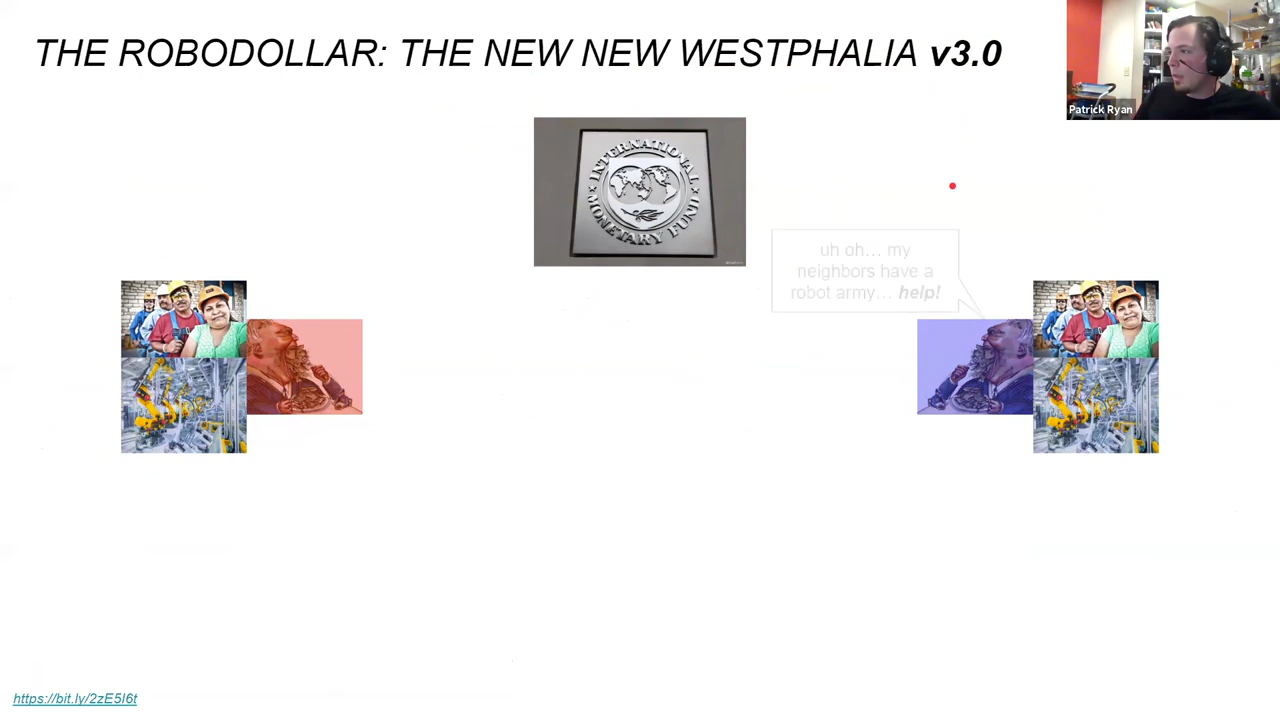 THE ROBODOLLAR: THE NEW NEW WESTPHALIA v3.0
Patrick Ryan
INTERNATIONAL
MONETARY FUND
uh oh... my
neighbors have a
robot army... help!
https://bit.ly/2zE5l6t